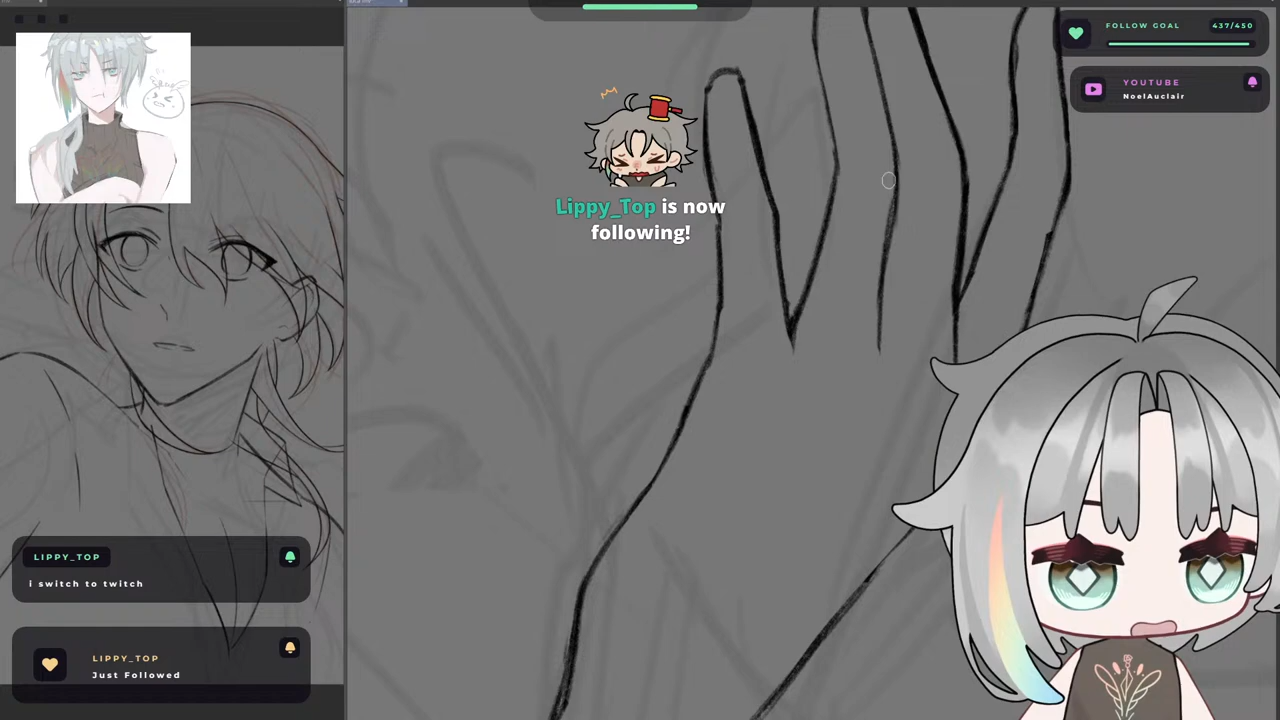 FOLLOW GOAL 437/450
YOUTUBE
NoelAuclair
Lippy_Top is now
following!
LIPPY_TOP
i switch to twitch
LIPPY_TOP
Just Followed